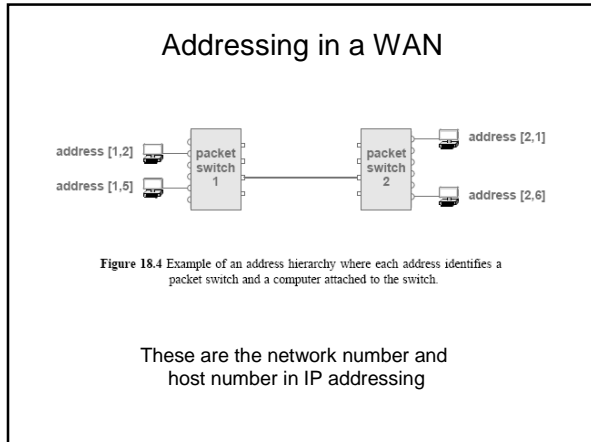 Addressing in a WAN
address [1,2]
address [1,5]
packet
switch
1
packet
switch
2
address [2,1]
address [2,6]
Figure 18.4 Example of an address hierarchy where each address identifies a
packet switch and a computer attached to the switch.
These are the network number and
host number in IP addressing